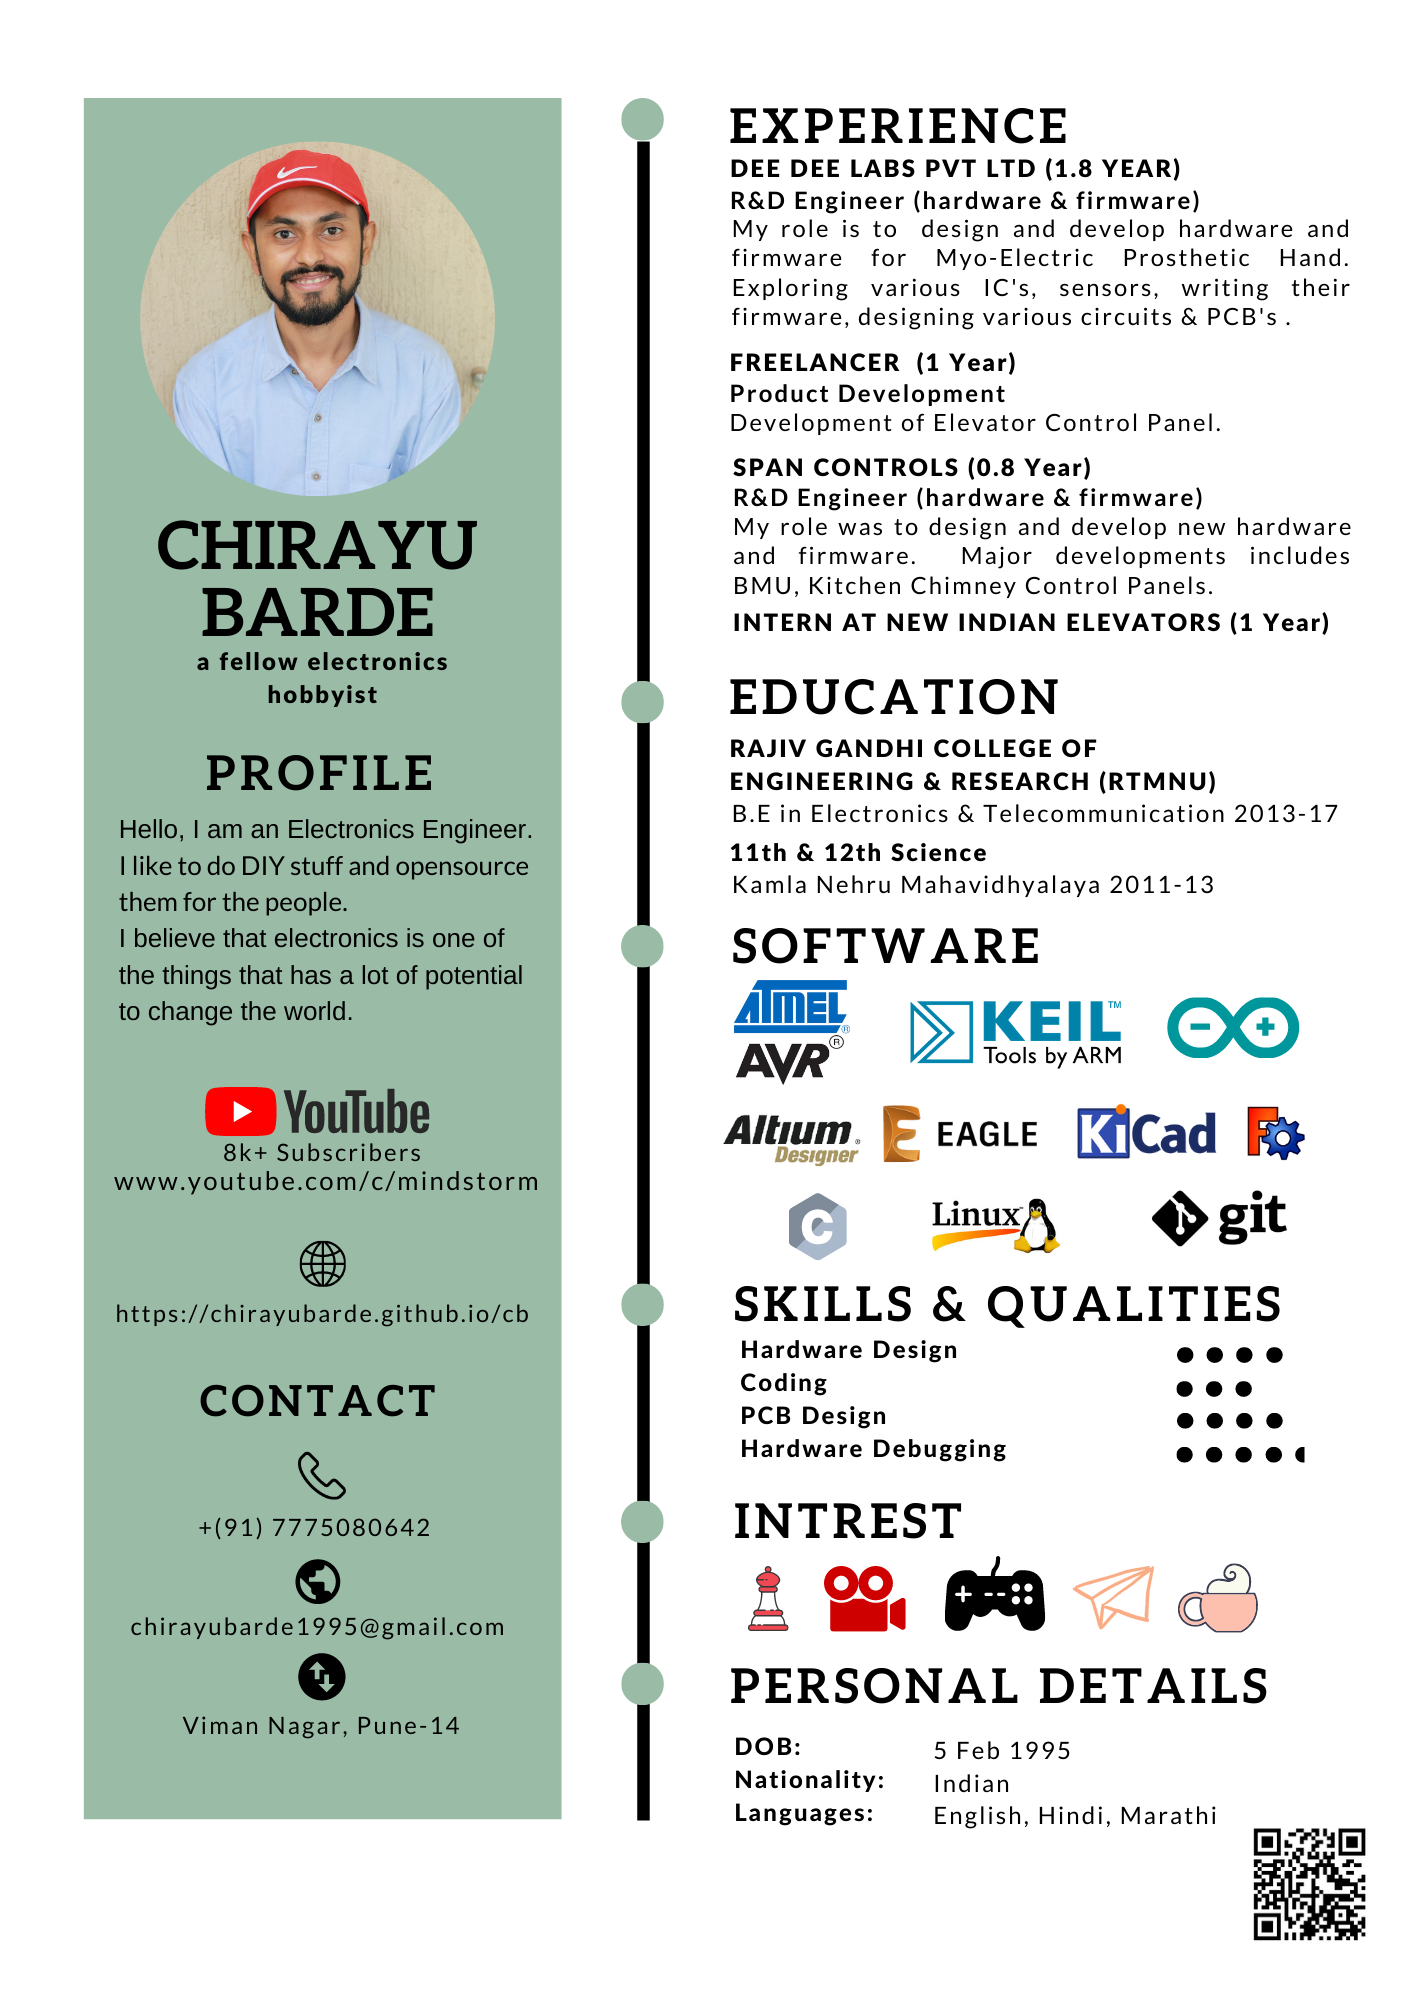 CHIRAYU
BARDE
a fellow electronics
hobbyist
PROFILE
Hello, I am an Electronics Engineer.
I like to do DIY stuff and opensource
them for the people.
I believe that electronics is one of
the things that has a lot of potential
to change the world.
YouTube
8k+ Subscribers
www.youtube.com/c/mindstorm
https://chirayubarde.github.io/cb
CONTACT
+(91) 7775080642
chirayubarde1995@gmail.com
Viman Nagar, Pune-14
EXPERIENCE
DEE DEE LABS PVT LTD (1.8 YEAR)
R&D Engineer (hardware & firmware)
My role is to design and develop hardware and
firmware for Myo-Electric Prosthetic Hand.
Exploring various IC's, sensors, writing their
firmware, designing various circuits & PCB's .
FREELANCER (1 Year)
Product Development
Development of Elevator Control Panel.
SPAN CONTROLS (0.8 Year)
R&D Engineer (hardware & firmware)
My role was to design and develop new hardware
and firmware. Major developments includes
BMU, Kitchen Chimney Control Panels.
INTERN AT NEW INDIAN ELEVATORS (1 Year)
EDUCATION
RAJIV GANDHI COLLEGE OF
ENGINEERING & RESEARCH (RTMNU)
B.E in Electronics & Telecommunication 2013-17
11th & 12th Science
Kamla Nehru Mahavidhyalaya 2011-13
SOFTWARE
ATMEL®
AVR®
KEIL™
Tools by ARM
Altium
Designer®
E EAGLE
KiCad
F
C
Linux
git
SKILLS & QUALITIES
Hardware Design
Coding
PCB Design
Hardware Debugging
INTREST
PERSONAL DETAILS
DOB: 5 Feb 1995
Nationality: Indian
Languages: English, Hindi, Marathi